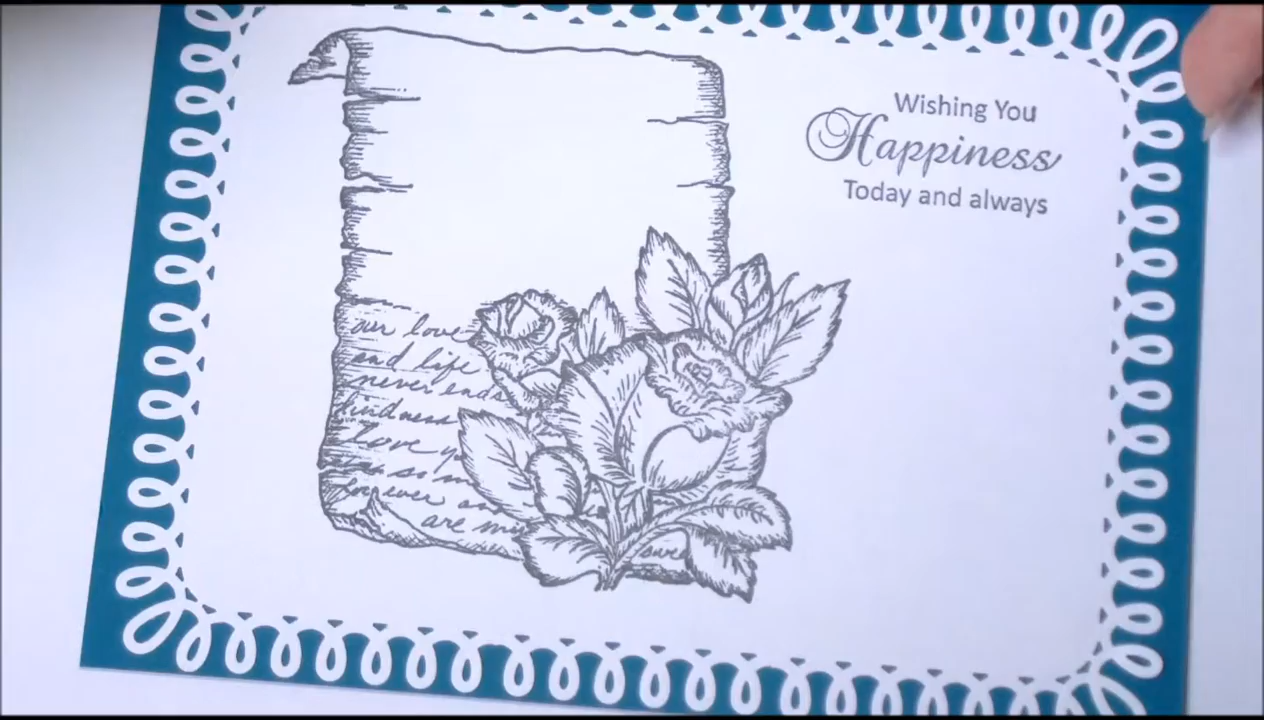 Wishing You
Happiness
Today and always
our love
and life
never ends
kindness
Love
forever
are